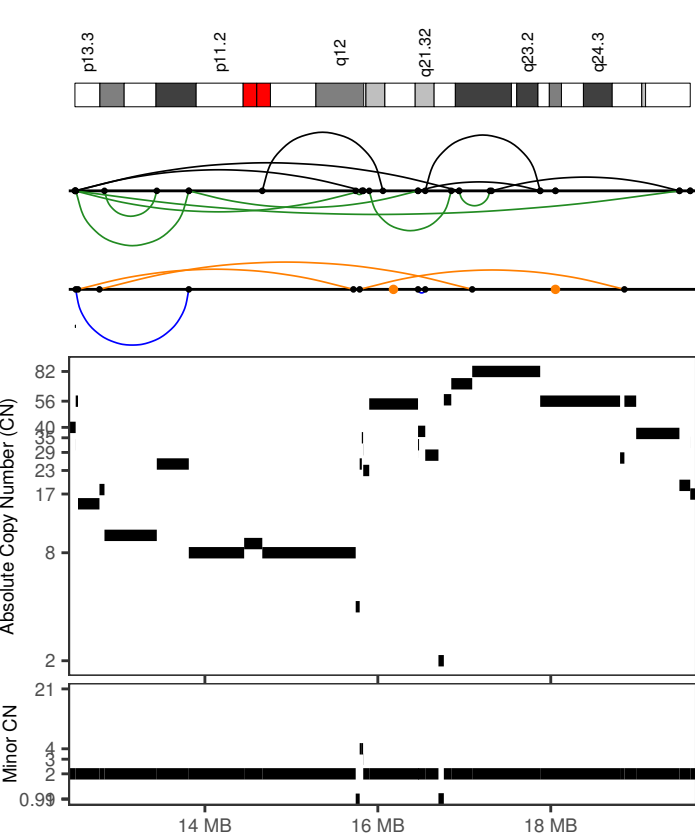 p13.3
p11.2
q12
q21.32
q23.2
q24.3
Absolute Copy Number (CN)
82
56
40
35
29
23
17
8
2
Minor CN
21
4
3
2
14 MB
16 MB
18 MB